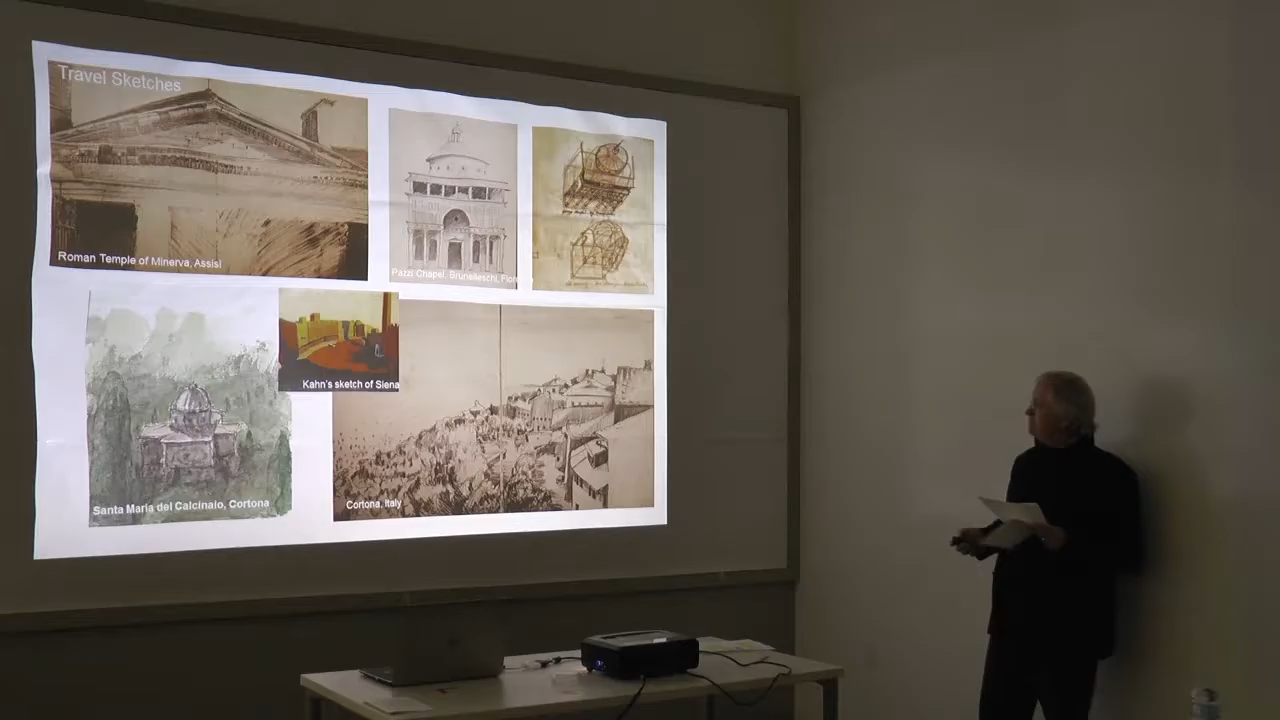 Travel Sketches
Roman Temple of Minerva, Assisi
Pazzi Chapel, Brunelleschi, Flore
Kahn's sketch of Siena
Santa Maria del Calcinaio, Cortona
Cortona, Italy